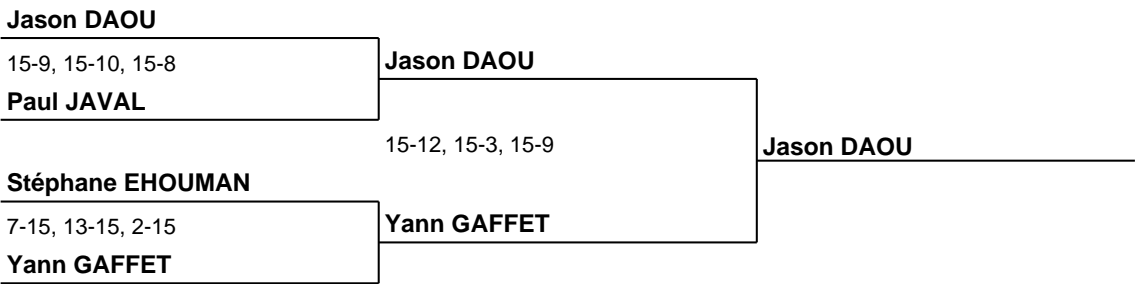 Jason DAOU
15-9, 15-10, 15-8
Jason DAOU
Paul JAVAL
15-12, 15-3, 15-9
Jason DAOU
Stéphane EHOUMAN
7-15, 13-15, 2-15
Yann GAFFET
Yann GAFFET